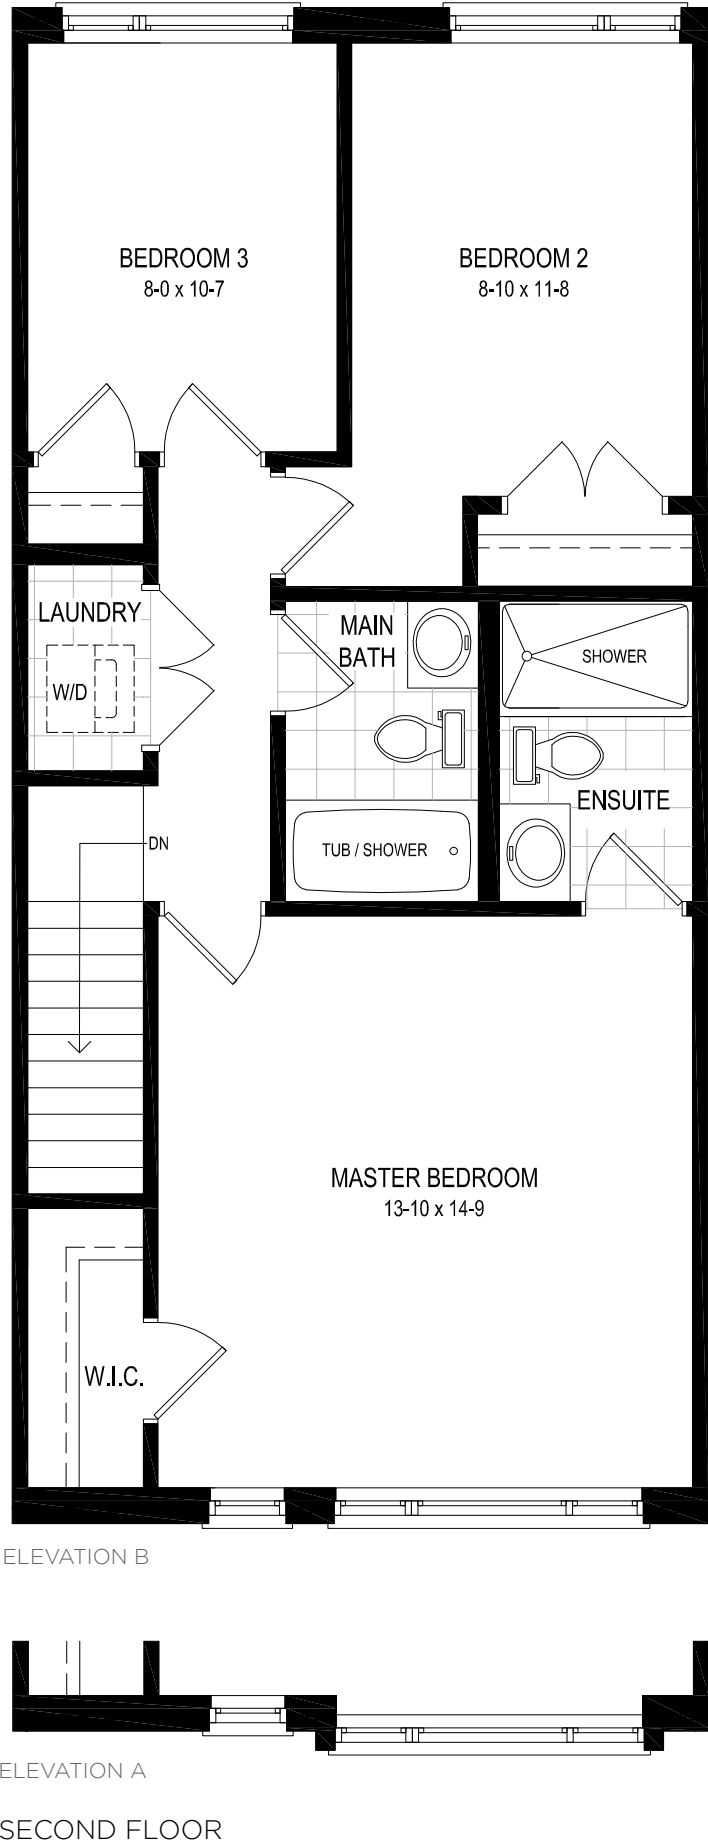 BEDROOM 3
8-0 x 10-7
BEDROOM 2
8-10 x 11-8
LAUNDRY
W/D
MAIN
BATH
SHOWER
ENSUITE
TUB / SHOWER
DN
MASTER BEDROOM
13-10 x 14-9
W.I.C.
ELEVATION B
ELEVATION A
SECOND FLOOR